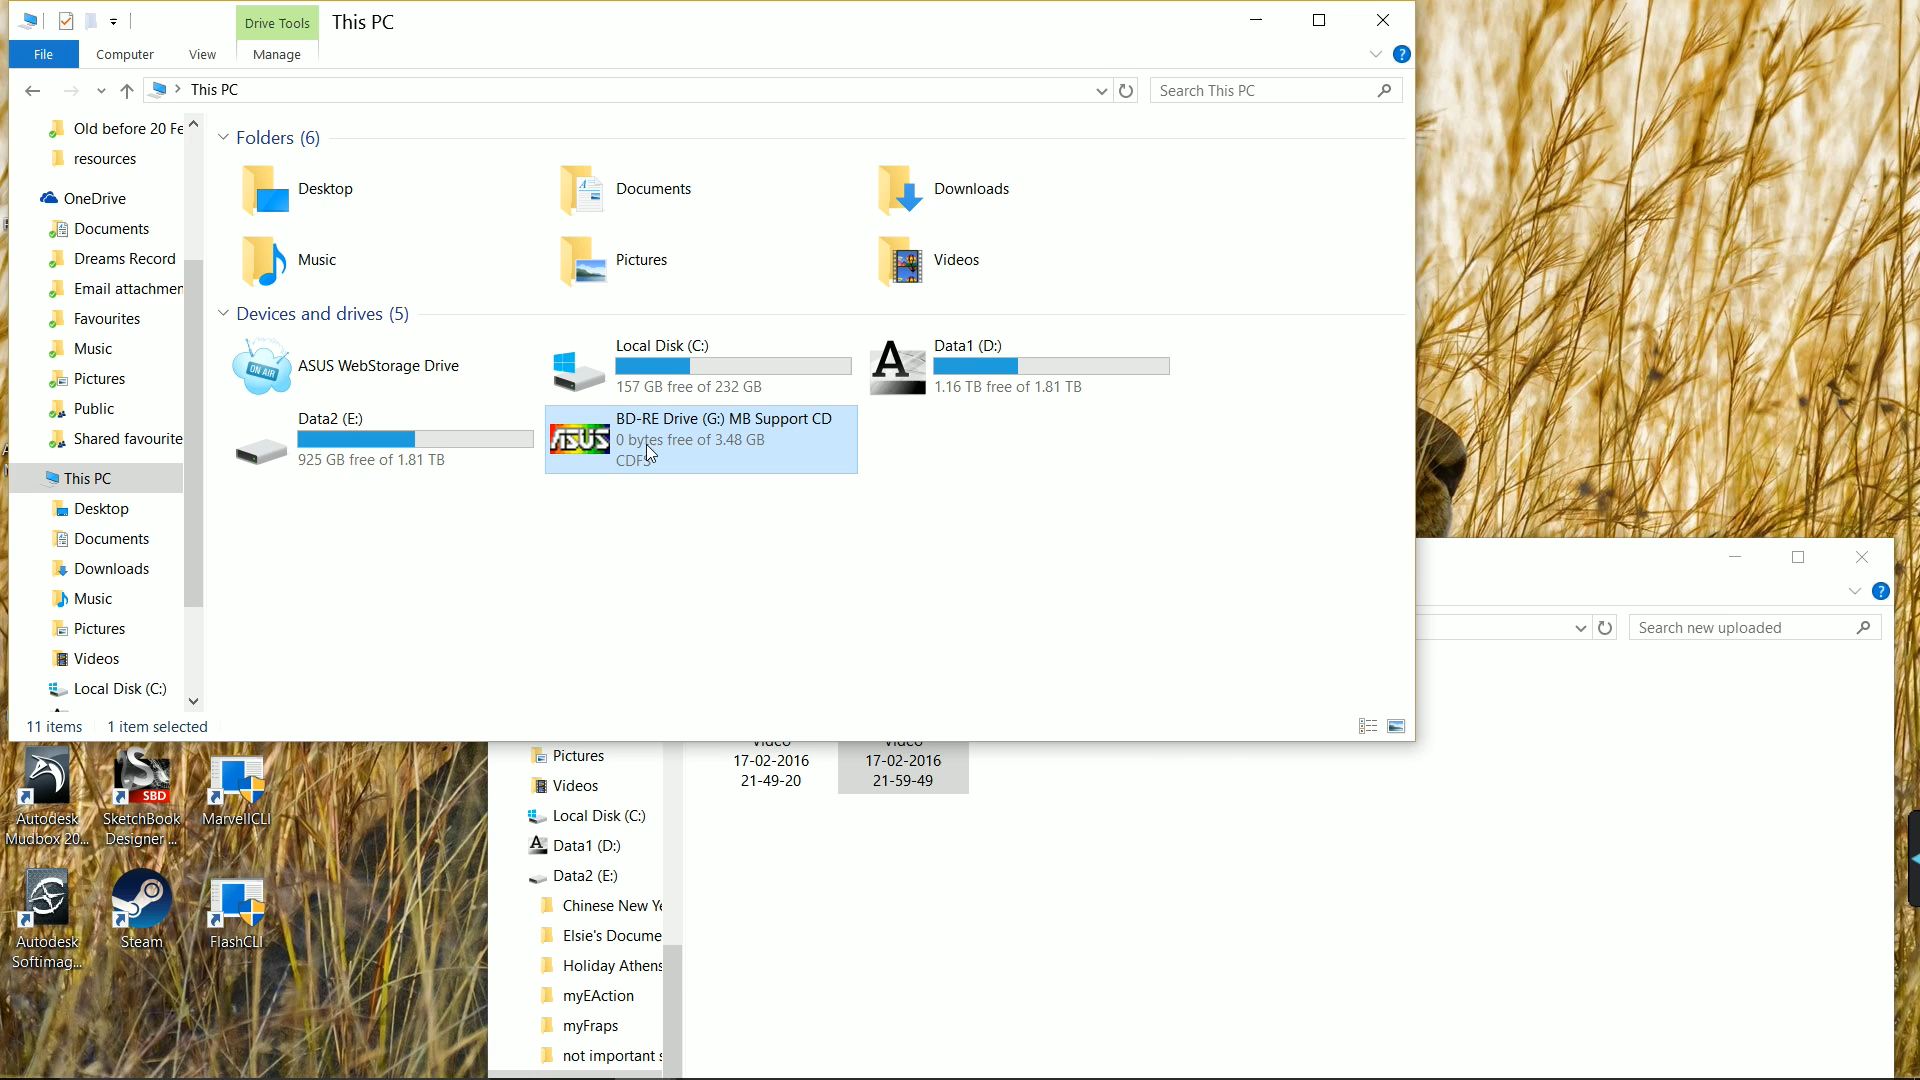 Drive Tools
This PC
File
Computer
View
Manage
This PC
Search This PC
Old before 20 Fe
resources
OneDrive
Documents
Dreams Record
Email attachmen
Favourites
Music
Pictures
Public
Shared favourite
This PC
Desktop
Documents
Downloads
Music
Pictures
Videos
Local Disk (C:)
Folders (6)
Desktop
Documents
Downloads
Music
Pictures
Videos
Devices and drives (5)
ON AIR
ASUS WebStorage Drive
Local Disk (C:)
157 GB free of 232 GB
A
Data1 (D:)
1.16 TB free of 1.81 TB
Data2 (E:)
925 GB free of 1.81 TB
ASUS
BD-RE Drive (G:) MB Support CD
0 bytes free of 3.48 GB
CDFS
11 items
1 item selected
Search new uploaded
Pictures
Videos
Local Disk (C:)
Data1 (D:)
Data2 (E:)
Chinese New Ye
Elsie's Docume
Holiday Athens
myEAction
myFraps
not important s
Video
17-02-2016
21-49-20
Video
17-02-2016
21-59-49
Autodesk
Mudbox 20...
SBD
SketchBook
Designer ...
MarvellCLI
Autodesk
Softimag...
Steam
FlashCLI